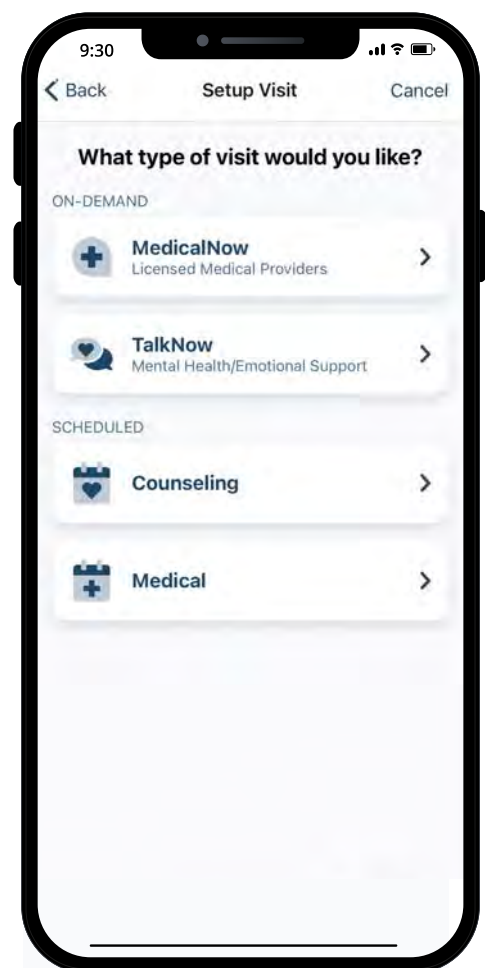 9:30
Back Setup Visit Cancel
What type of visit would you like?
ON-DEMAND
MedicalNow
Licensed Medical Providers
TalkNow
Mental Health/Emotional Support
SCHEDULED
Counseling
Medical